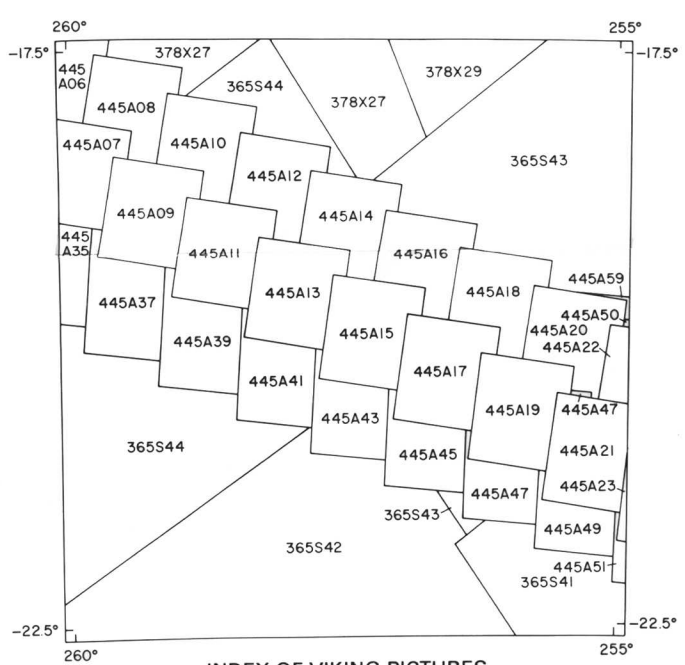 260°
255°
-17.5°
378X27
-17.5°
445
A06
365S44
378X29
378X27
445A08
445A10
445A07
365S43
445A12
445A14
445A09
445
A35
445A11
445A16
445A59
445A18
445A13
445A37
445A50
445A20
445A15
445A22
445A39
445A17
445A41
445A19
445A47
445A43
365S44
445A21
445A45
445A23
445A47
365S43
445A49
365S42
445A51
365S41
-22.5°
-22.5°
260°
255°
INDEX OF VIKING PICTURES